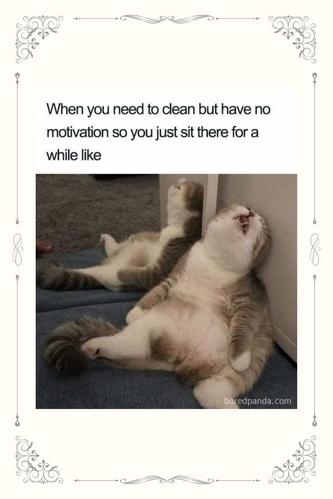 When you need to clean but have no
motivation so you just sit there for a
while like
boredpanda.com